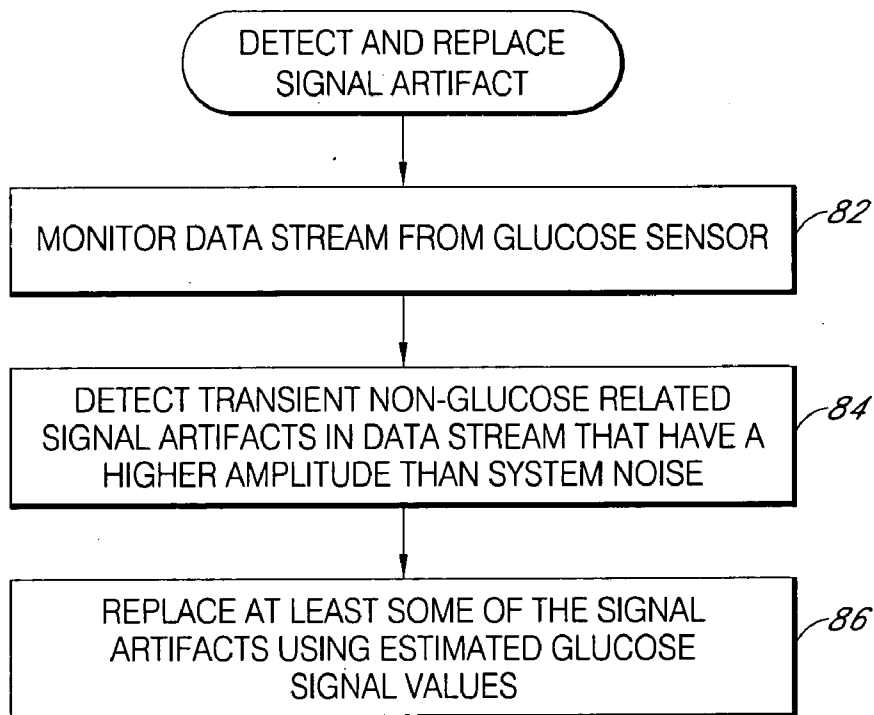 DETECT AND REPLACE
SIGNAL ARTIFACT
MONITOR DATA STREAM FROM GLUCOSE SENSOR
82
DETECT TRANSIENT NON-GLUCOSE RELATED
SIGNAL ARTIFACTS IN DATA STREAM THAT HAVE A
HIGHER AMPLITUDE THAN SYSTEM NOISE
84
REPLACE AT LEAST SOME OF THE SIGNAL
ARTIFACTS USING ESTIMATED GLUCOSE
SIGNAL VALUES
86